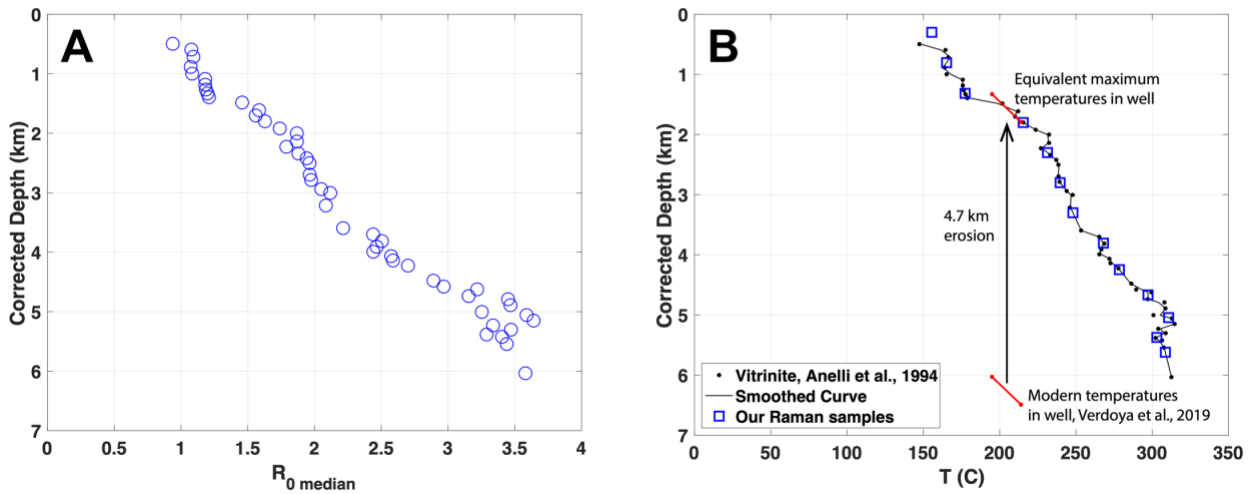 A
0
1
2
3
4
5
6
7
Corrected Depth (km)
0
0.5
1
1.5
2
2.5
3
3.5
4
R0 median
B
0
1
2
3
4
5
6
7
Corrected Depth (km)
Equivalent maximum
temperatures in well
4.7 km
erosion
Vitrinite, Anelli et al., 1994
Smoothed Curve
Our Raman samples
Modern temperatures
in well, Verdoya et al., 2019
0
50
100
150
200
250
300
350
T (C)